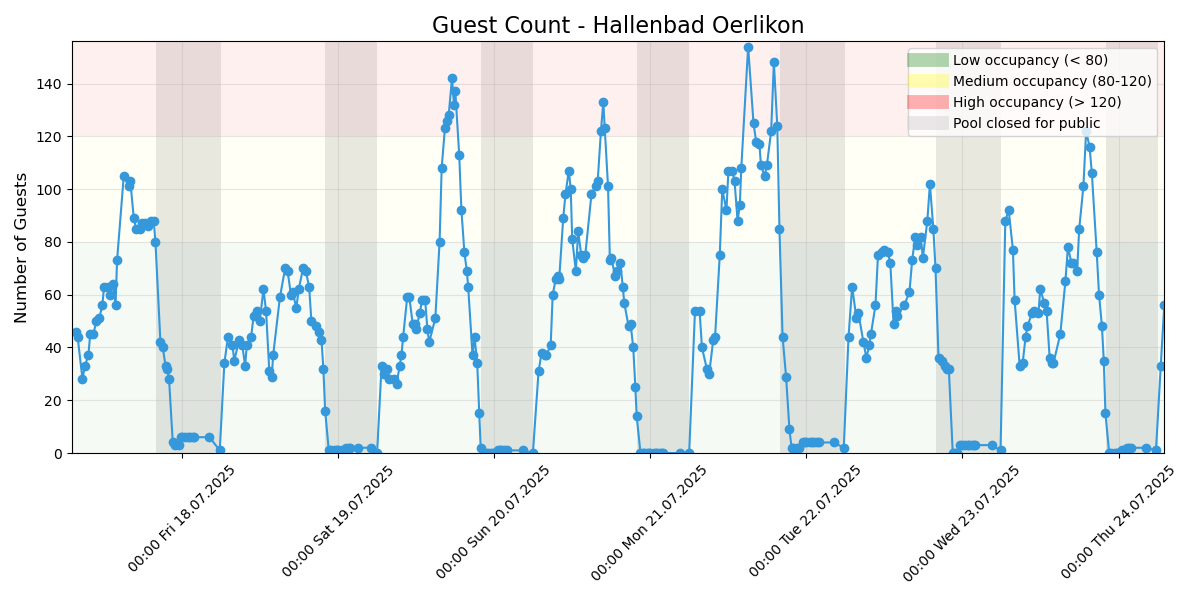 Guest Count - Hallenbad Oerlikon
Number of Guests
140
120
100
80
60
40
20
0
Low occupancy (< 80)
Medium occupancy (80-120)
High occupancy (> 120)
Pool closed for public
00:00 Fri 18.07.2025
00:00 Sat 19.07.2025
00:00 Sun 20.07.2025
00:00 Mon 21.07.2025
00:00 Tue 22.07.2025
00:00 Wed 23.07.2025
00:00 Thu 24.07.2025